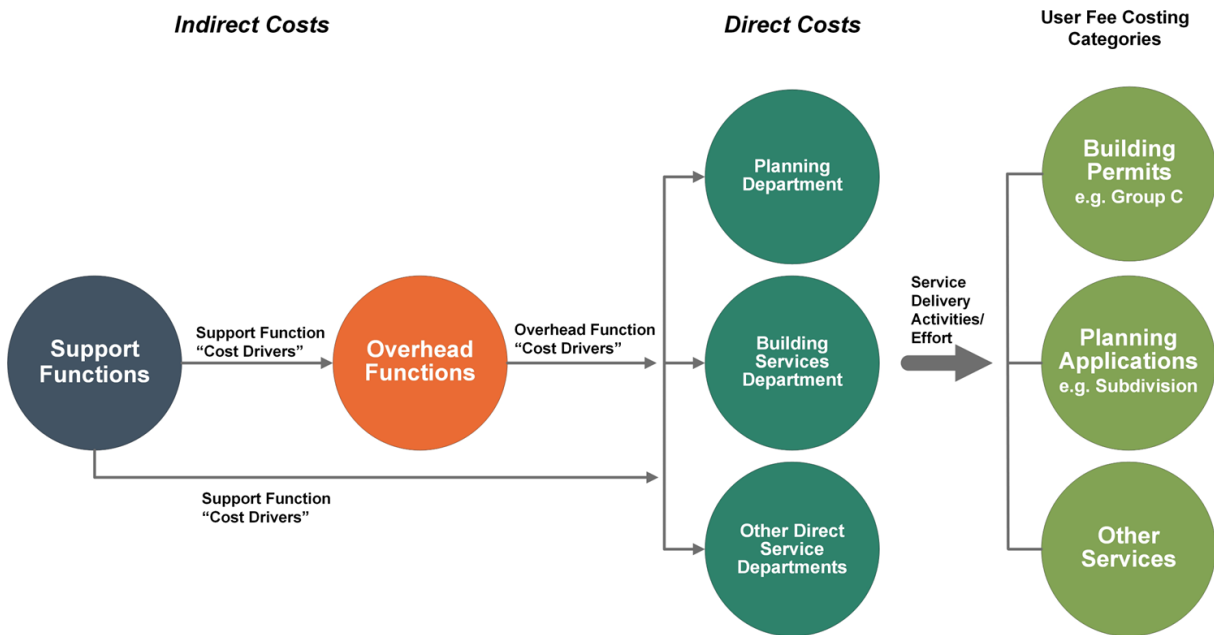 Indirect Costs
Direct Costs
User Fee Costing
Categories
Support
Functions
Support Function
“Cost Drivers”
Overhead
Functions
Overhead Function
“Cost Drivers”
Support Function
“Cost Drivers”
Planning
Department
Building
Services
Department
Other Direct
Service
Departments
Service
Delivery
Activities/
Effort
Building
Permits
e.g. Group C
Planning
Applications
e.g. Subdivision
Other
Services